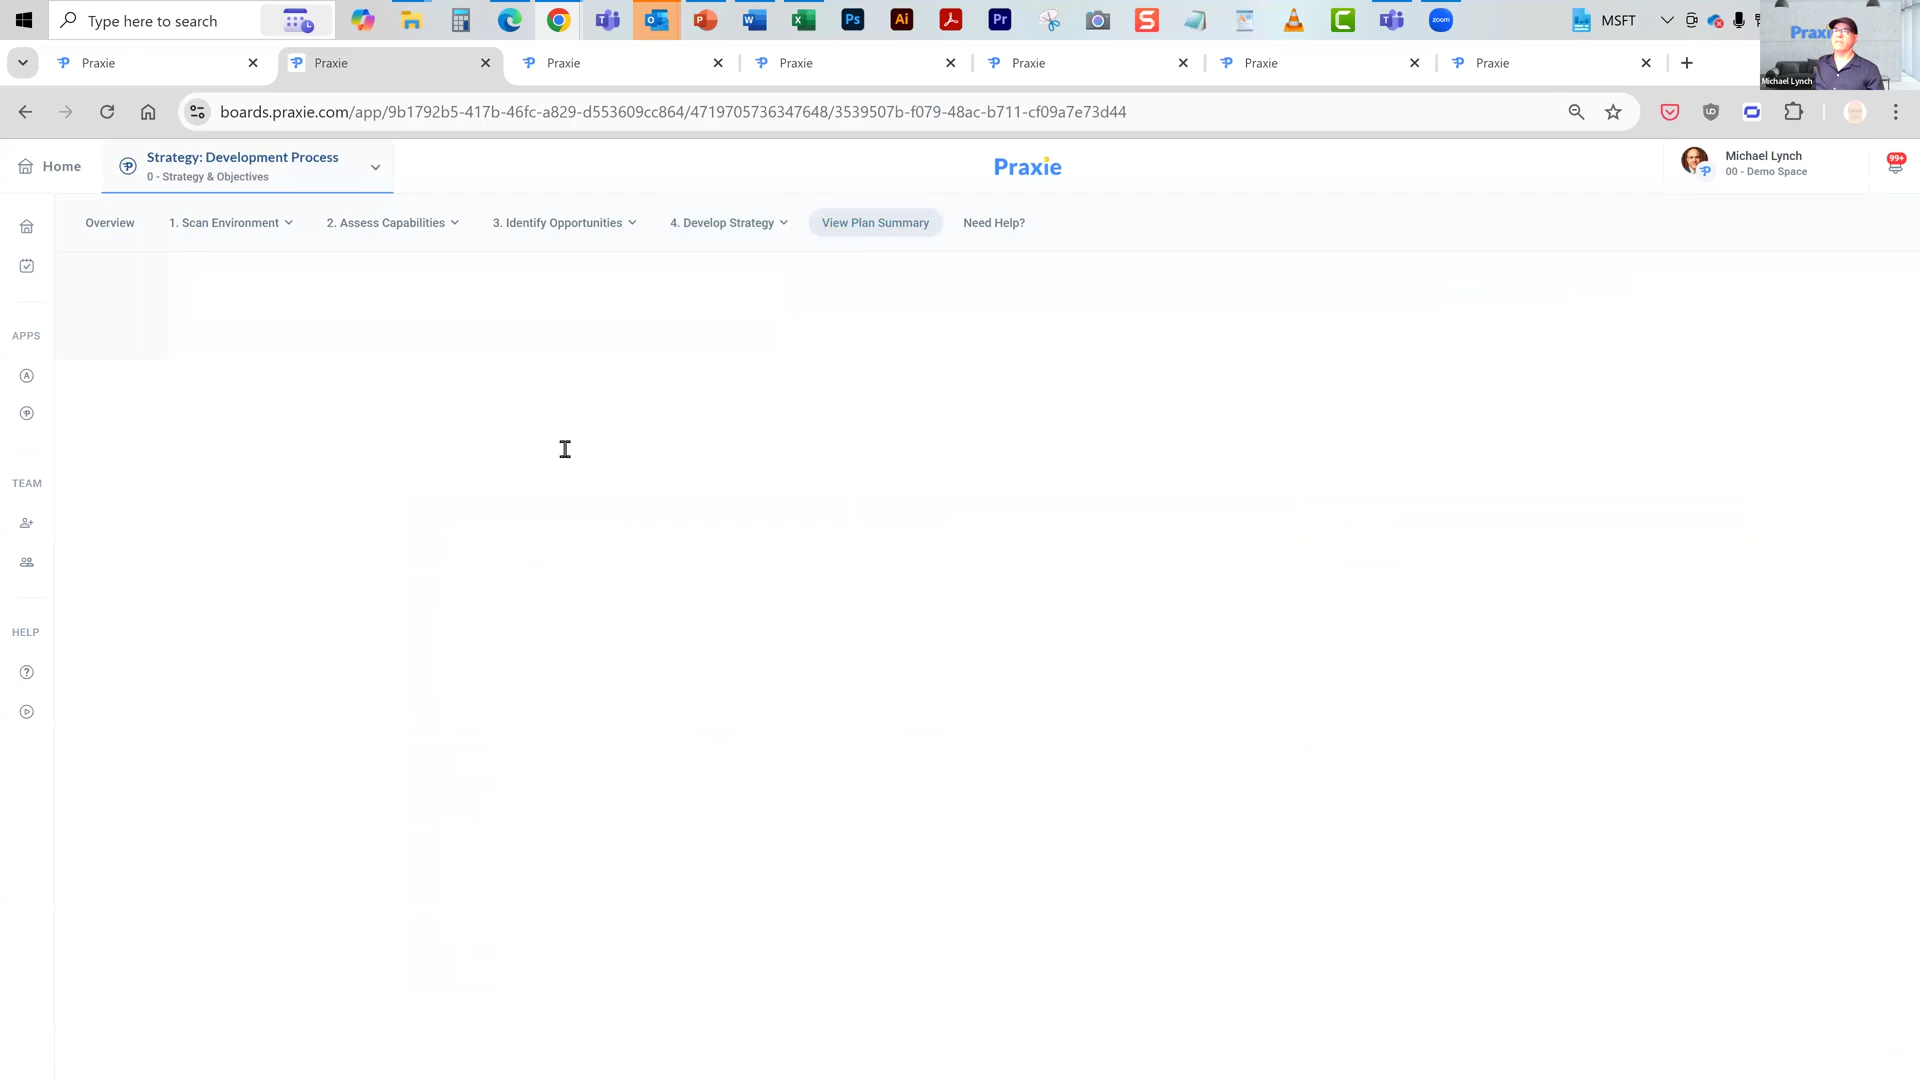 Type here to search
MSFT
Praxie
Praxie
Praxie
Praxie
Praxie
Praxie
Praxie
Michael Lynch
boards.praxie.com/app/9b1792b5-417b-46fc-a829-d553609cc864/4719705736347648/3539507b-f079-48ac-b711-cf09a7e73d44
Home
Strategy: Development Process
0 - Strategy & Objectives
Praxie
Michael Lynch
00 - Demo Space
99+
Overview
1. Scan Environment
2. Assess Capabilities
3. Identify Opportunities
4. Develop Strategy
View Plan Summary
Need Help?
APPS
TEAM
HELP